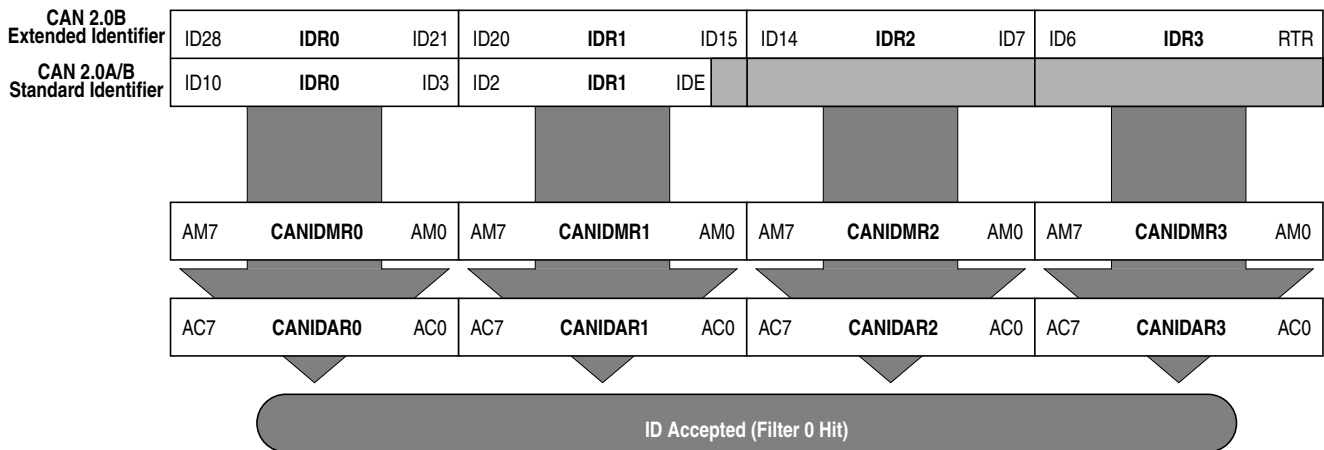 CAN 2.0B
Extended Identifier
ID28 IDR0 ID21 ID20 IDR1 ID15 ID14 IDR2 ID7 ID6 IDR3 RTR
CAN 2.0A/B
Standard Identifier
ID10 IDR0 ID3 ID2 IDR1 IDE
AM7 CANIDMR0 AM0 AM7 CANIDMR1 AM0 AM7 CANIDMR2 AM0 AM7 CANIDMR3 AM0
AC7 CANIDAR0 AC0 AC7 CANIDAR1 AC0 AC7 CANIDAR2 AC0 AC7 CANIDAR3 AC0
ID Accepted (Filter 0 Hit)